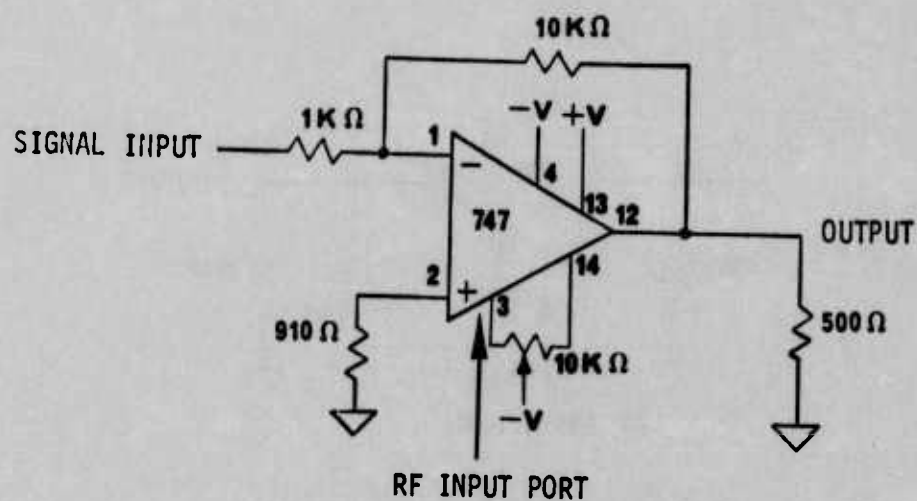 10KΩ
1KΩ
-V +V
SIGNAL INPUT
1
-
4
13
12
747
OUTPUT
14
2
+
3
910Ω
10KΩ
500Ω
-V
RF INPUT PORT